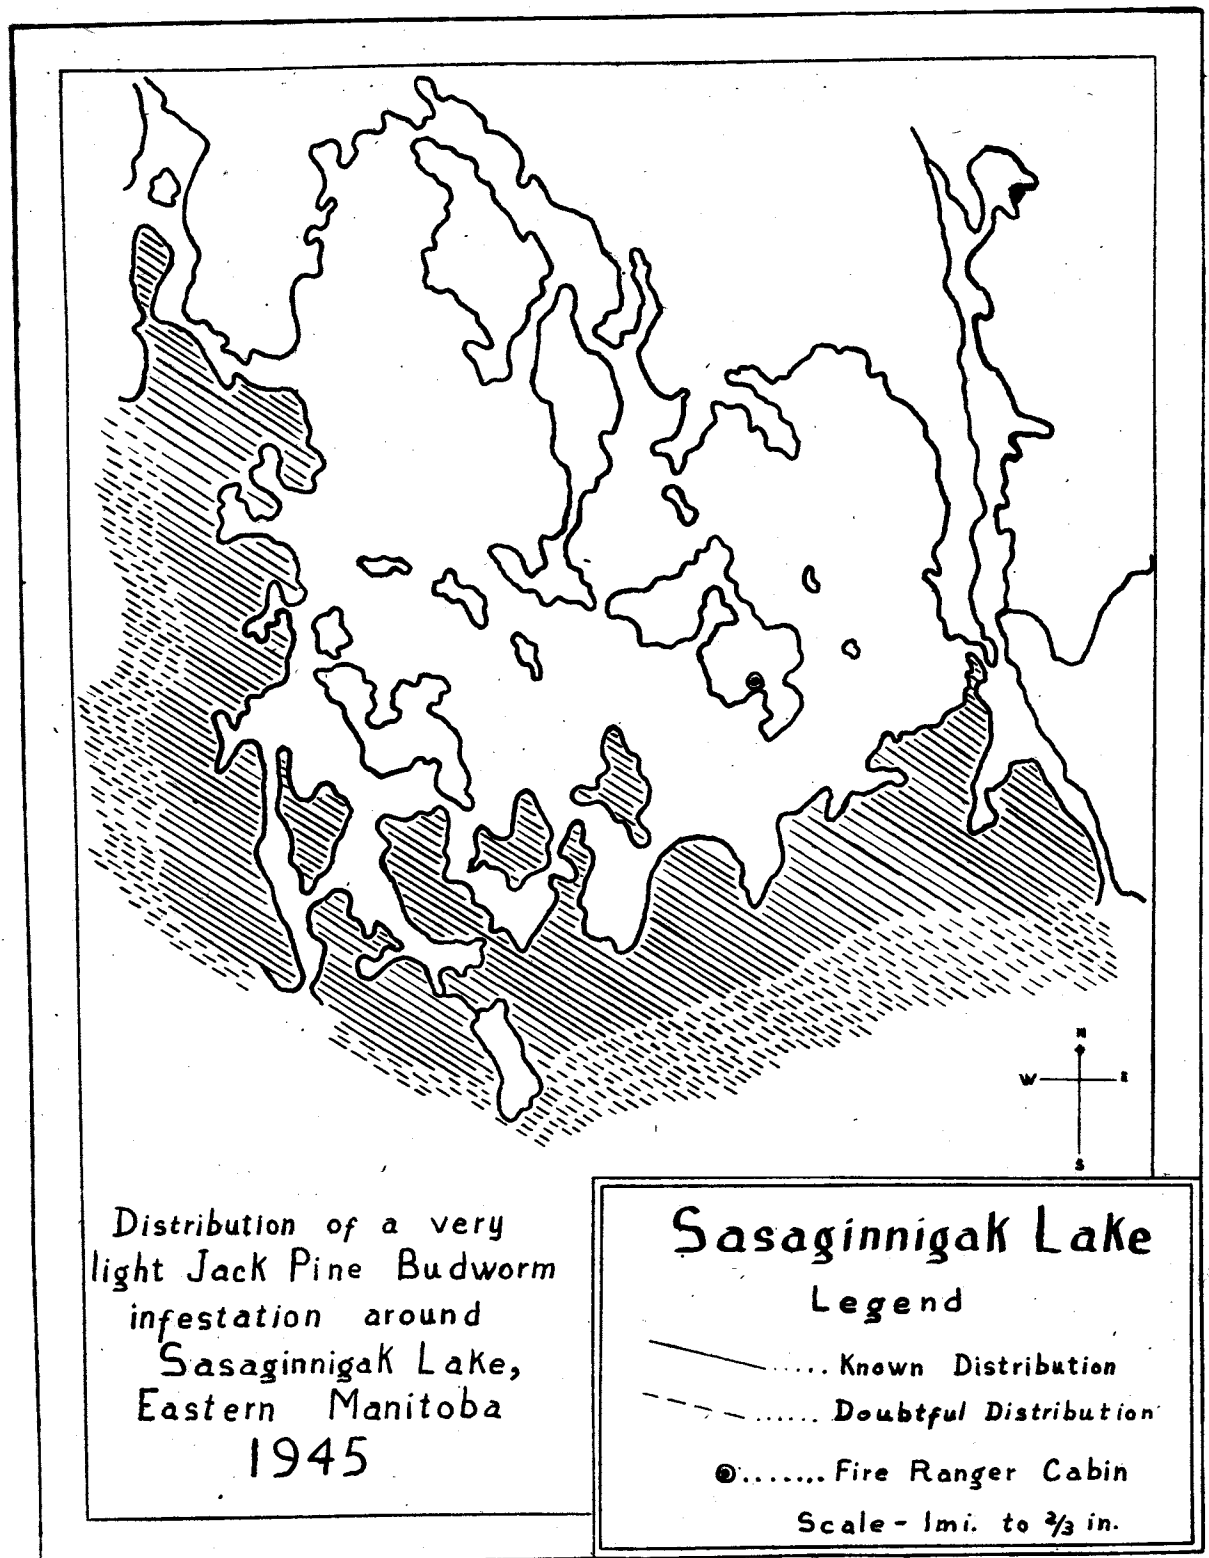 N
W E
S
Distribution of a very
light Jack Pine Budworm
infestation around
Sasaginnigak Lake,
Eastern Manitoba
1945
Sasaginnigak Lake
Legend
...... Known Distribution
...... Doubtful Distribution
....... Fire Ranger Cabin
Scale - 1mi. to 2/3 in.